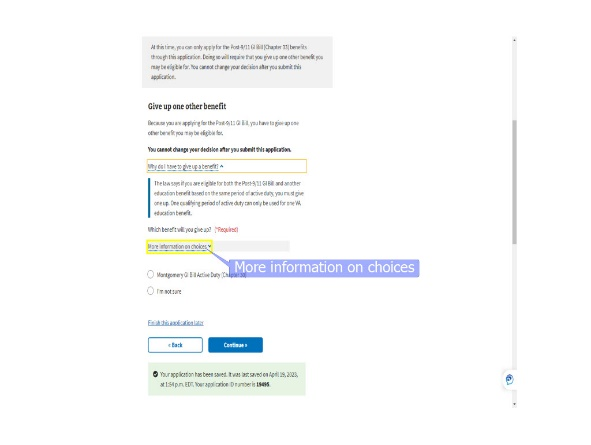 At this time, you can only apply for the Post-9/11 GI Bill (Chapter 33) benefits
through this application. Doing so will require that you give up one other benefit you
may be eligible for. You cannot change your decision after you submit this
application.
Give up one other benefit
Because you are applying for the Post-9/11 GI Bill, you have to give up one
other benefit you may be eligible for.
You cannot change your decision after you submit this application.
Why do I have to give up a benefit?
The law says if you are eligible for both the Post-9/11 GI Bill and another
education benefit based on the same period of active duty, you must give
one up. One qualifying period of active duty can only be used for one VA
education benefit.
Which benefit will you give up? (*Required)
More information on choices
More information on choices
Montgomery GI Bill Active Duty (Chapter 30)
I'm not sure
Finish this application later
« Back
Continue »
Your application has been saved. It was last saved on April 19, 2023,
at 1:54 p.m. EDT. Your application ID number is 19495.